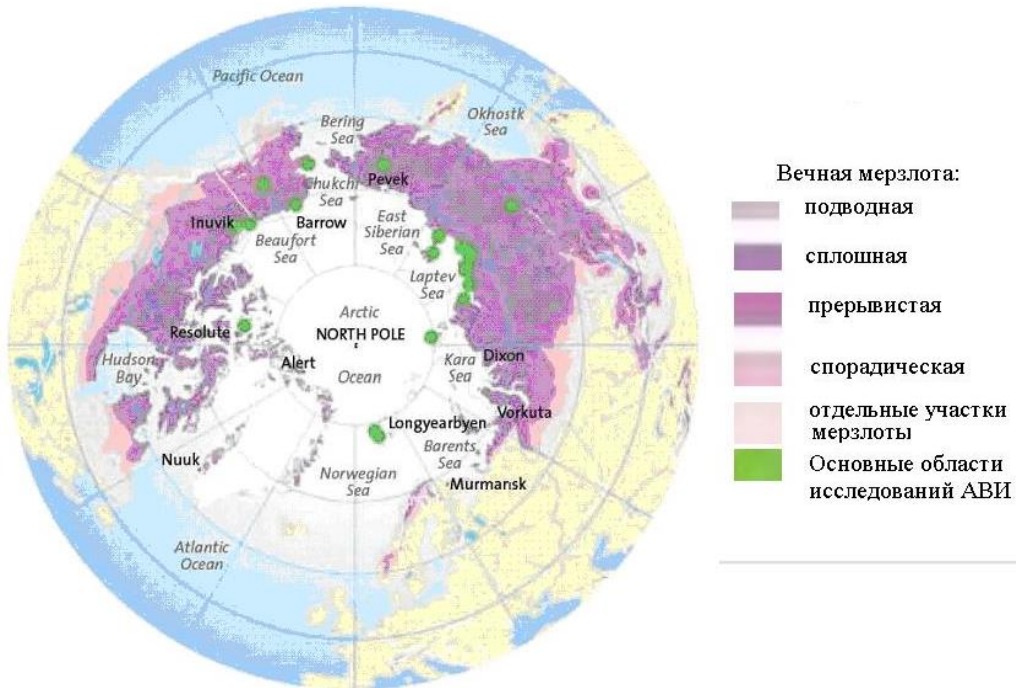 Pacific Ocean
Okhostk
Sea
Bering
Sea
Chukchi
Sea
Pevek
Inuvik
Barrow
Beaufort
Sea
East
Siberian
Sea
Laptev
Sea
Arctic
NORTH POLE
Ocean
Resolute
Alert
Hudson
Bay
Kara
Sea
Dixon
Vorkuta
Longyearbyen
Barents
Sea
Nuuk
Norwegian
Sea
Murmansk
Atlantic
Ocean
Вечная мерзлота:
подводная
сплошная
прерывистая
спорадическая
отдельные участки
мерзлоты
Основные области
исследований АВИ